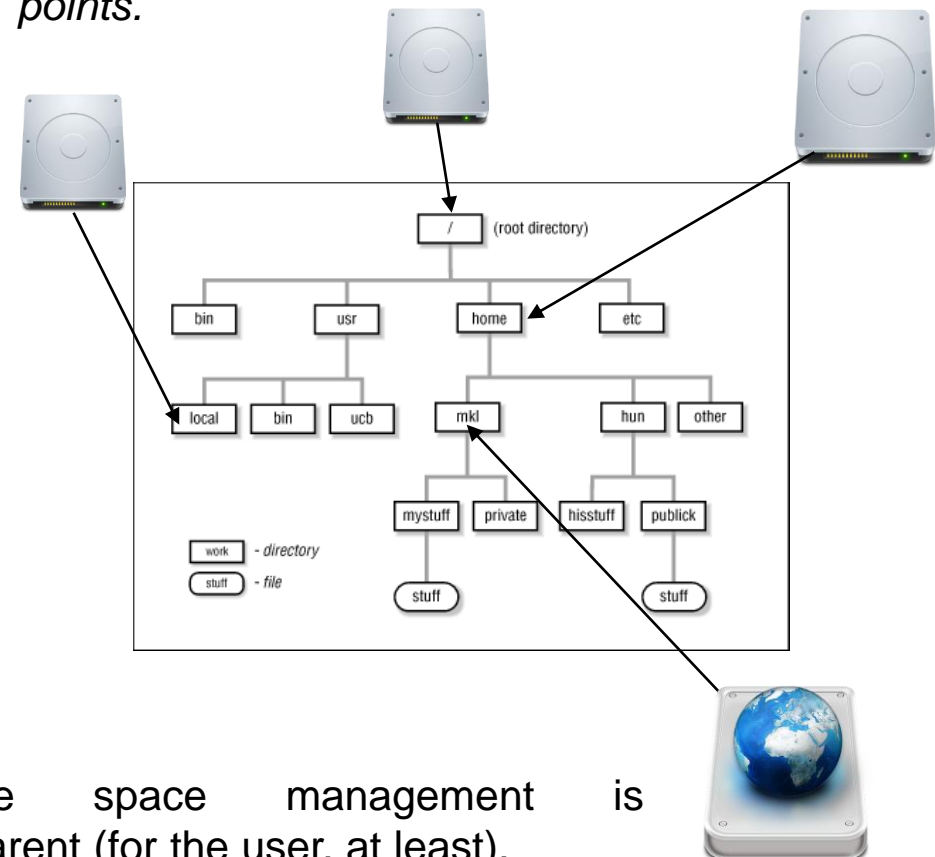 points.
/ (root directory)
bin usr home etc
local bin ucb mkl hun other
mystuff private hisstuff publick
work - directory
stuff - file
stuff stuff
e space management is
arent (for the user, at least).